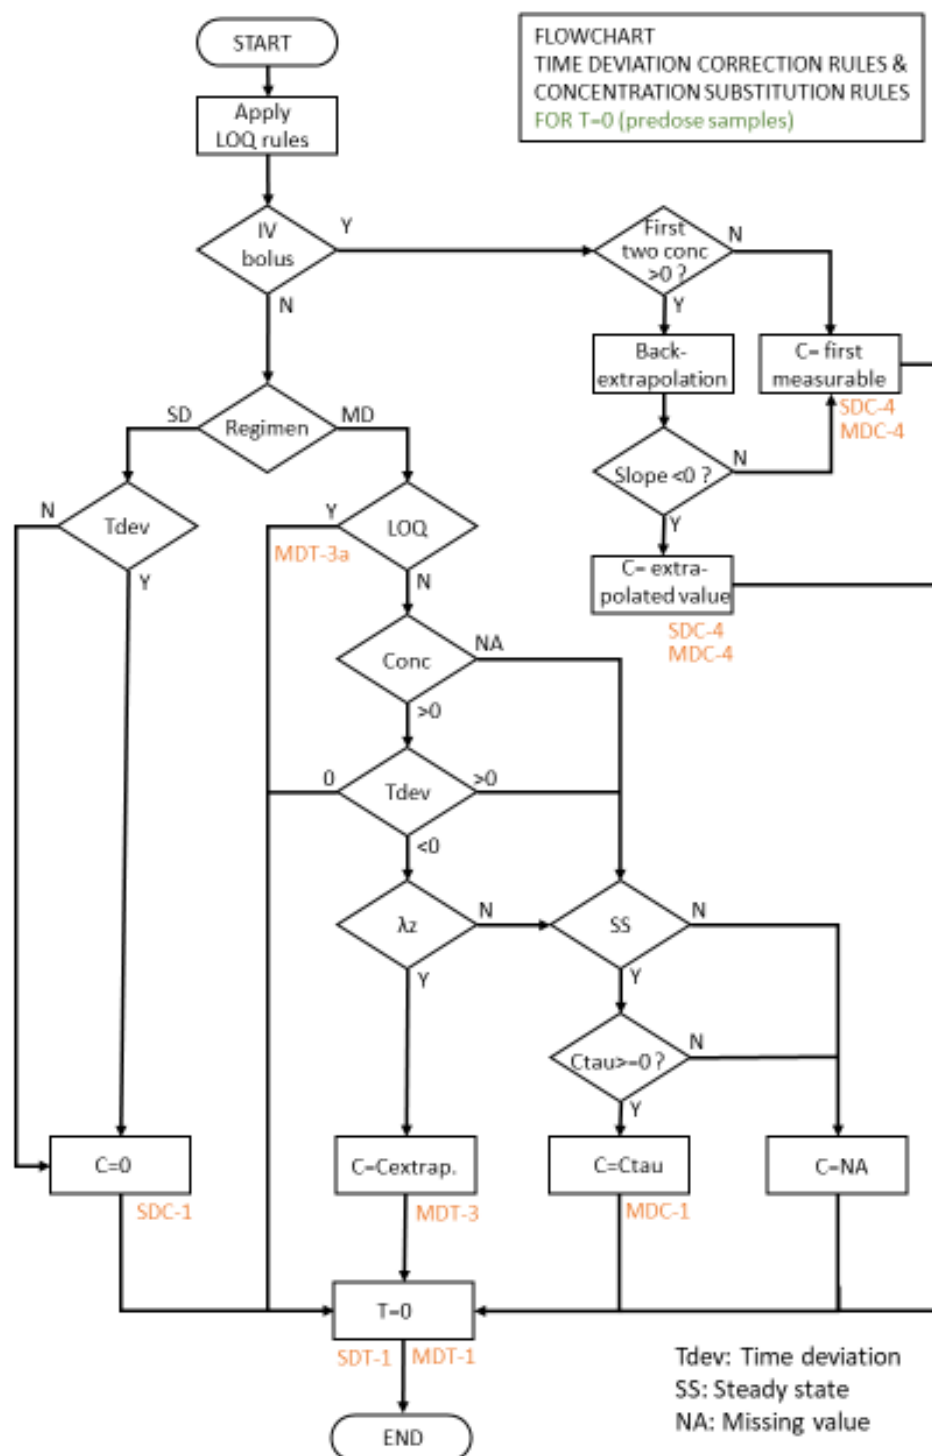 START
FLOWCHART
TIME DEVIATION CORRECTION RULES &
CONCENTRATION SUBSTITUTION RULES
FOR T=0 (predose samples)
Apply
LOQ rules
IV
bolus
Y
N
First
two conc
>0 ?
N
Y
Back-
extrapolation
C= first
measurable
SDC-4
MDC-4
Slope <0 ?
N
Y
C= extra-
polated value
SDC-4
MDC-4
Regimen
SD
MD
Tdev
N
Y
LOQ
Y
MDT-3a
N
Conc
NA
>0
Tdev
0
>0
<0
λz
N
Y
SS
N
Y
Ctau>=0 ?
N
Y
C=0
SDC-1
C=Cextrap.
MDT-3
C=Ctau
MDC-1
C=NA
T=0
SDT-1
MDT-1
END
Tdev: Time deviation
SS: Steady state
NA: Missing value